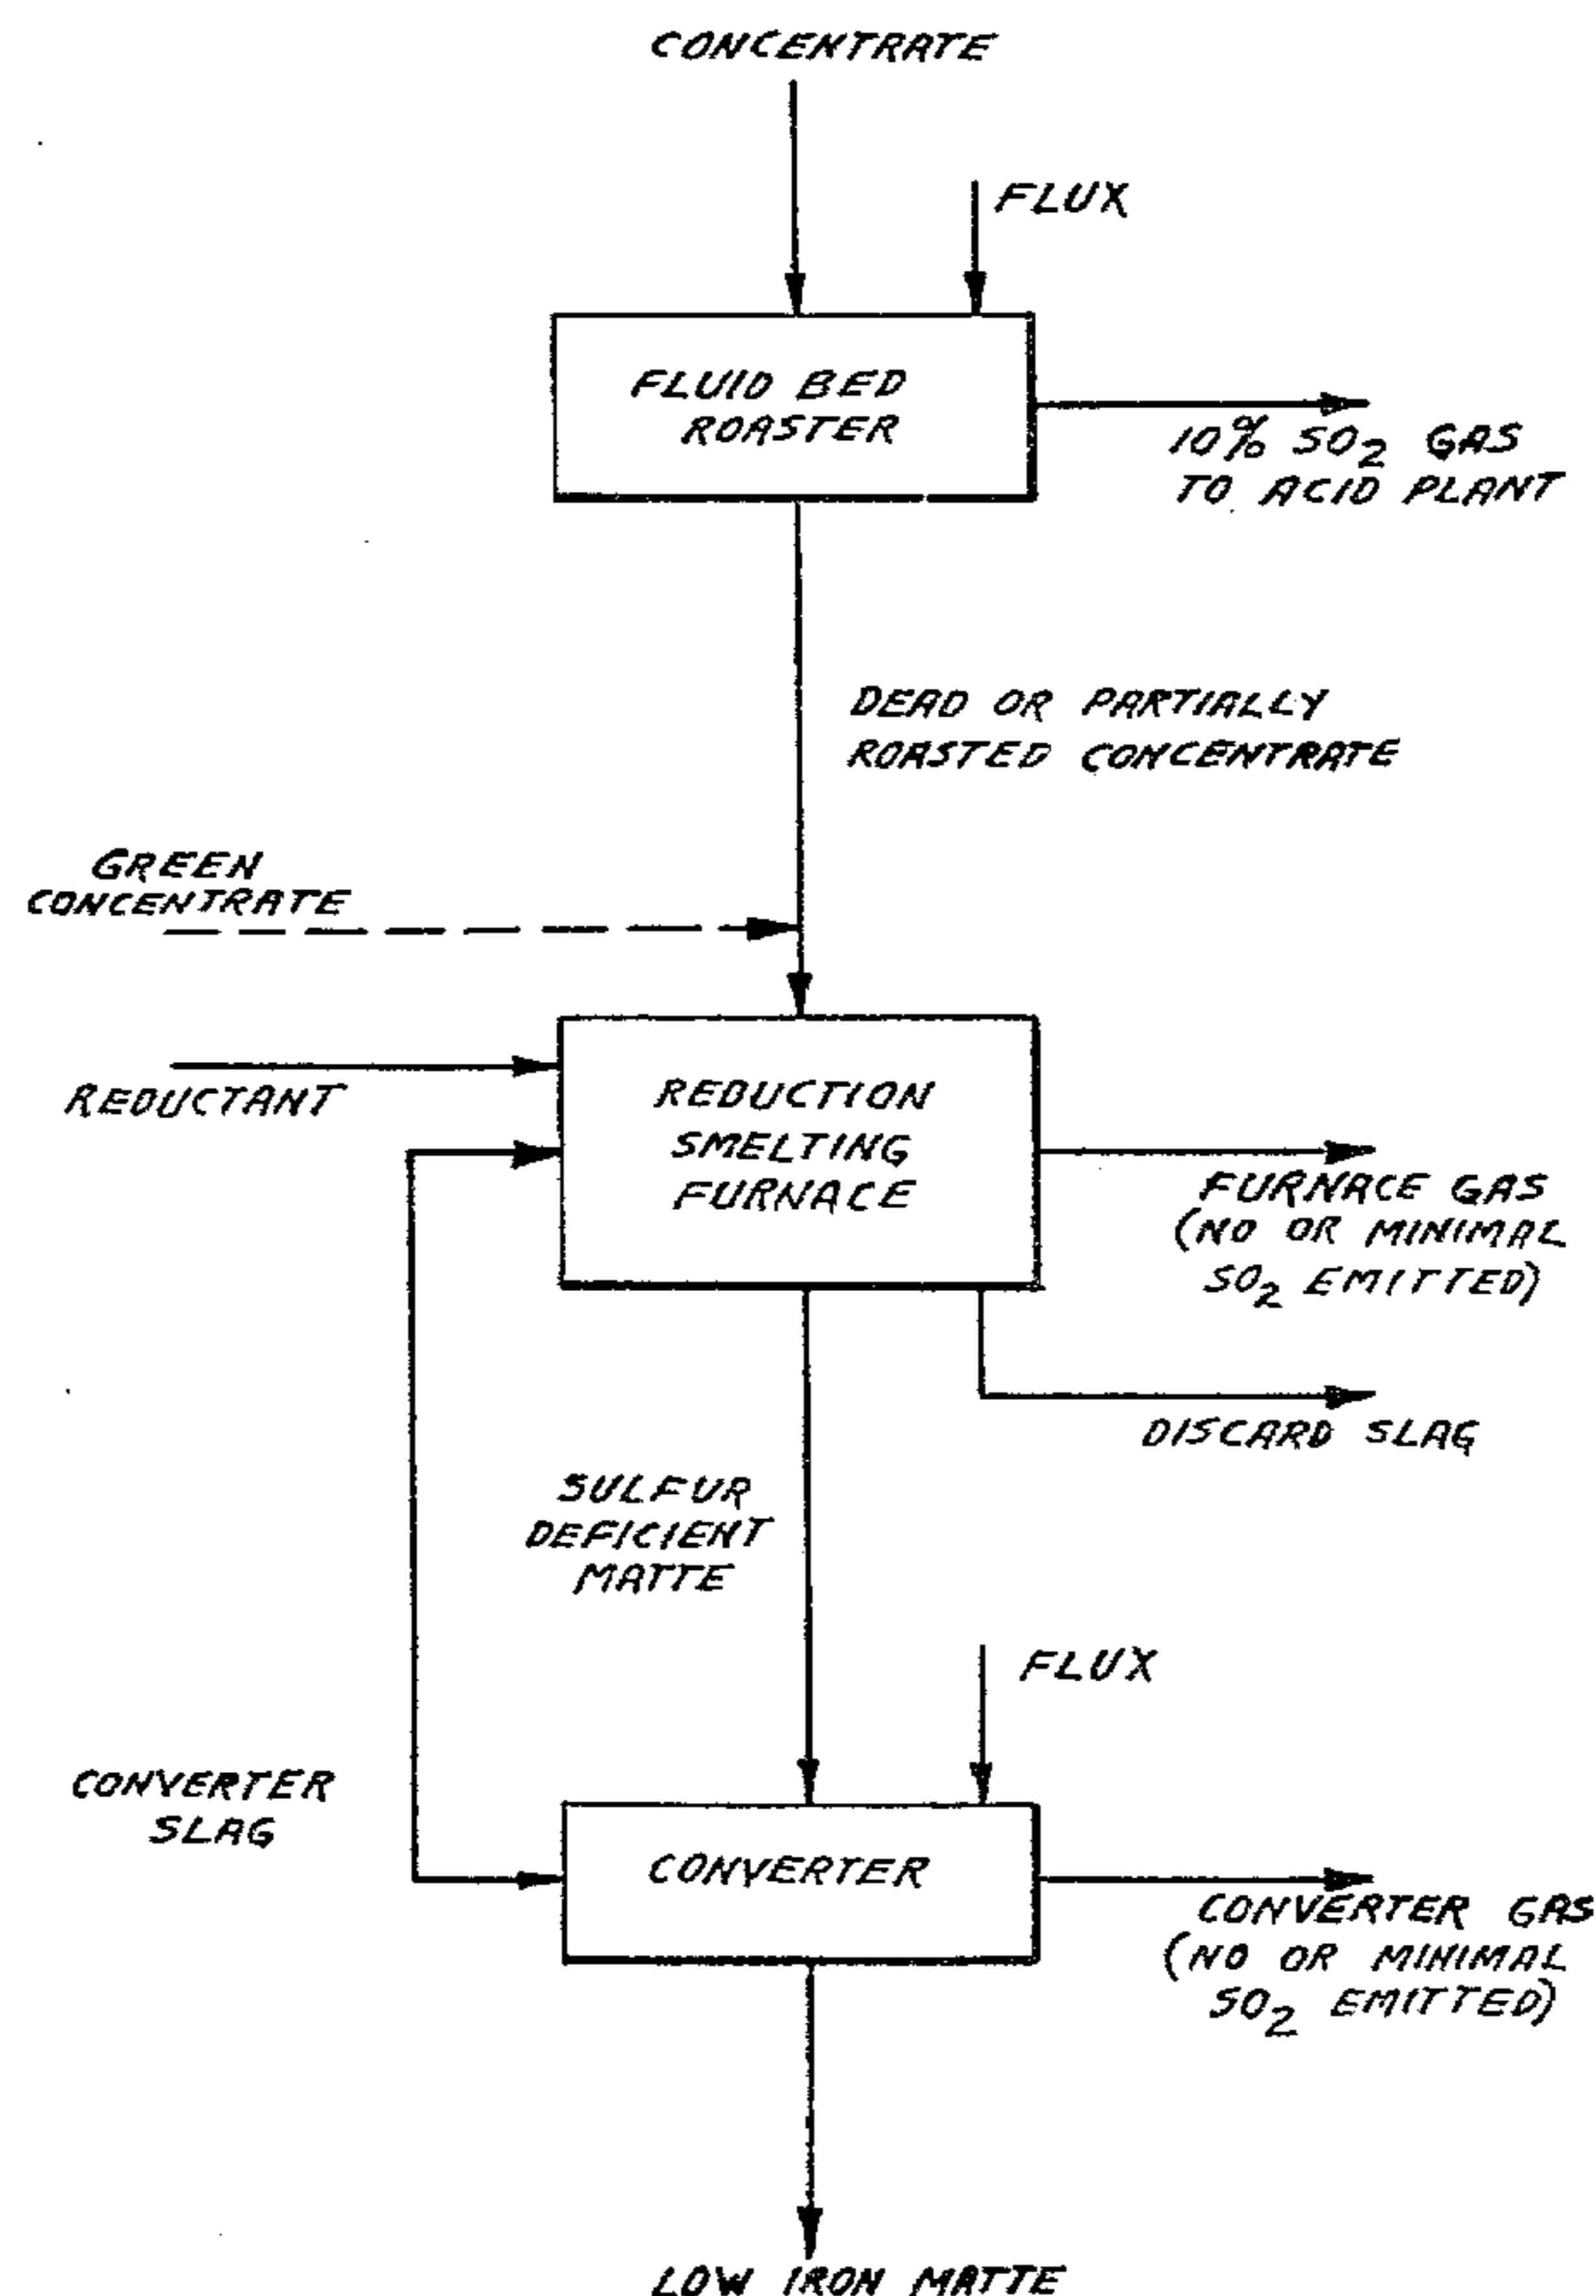 CONCENTRATE
FLUX
FLUID BED
ROASTER
10% SO2 GAS
TO ACID PLANT
DEAD OR PARTIALLY
ROASTED CONCENTRATE
GREEN
CONCENTRATE
REDUCTANT
REDUCTION
SMELTING
FURNACE
FURNACE GAS
(NO OR MINIMAL
SO2 EMITTED)
DISCARD SLAG
SULFUR
DEFICIENT
MATTE
FLUX
CONVERTER
SLAG
CONVERTER
CONVERTER GAS
(NO OR MINIMAL
SO2 EMITTED)
LOW IRON MATTE